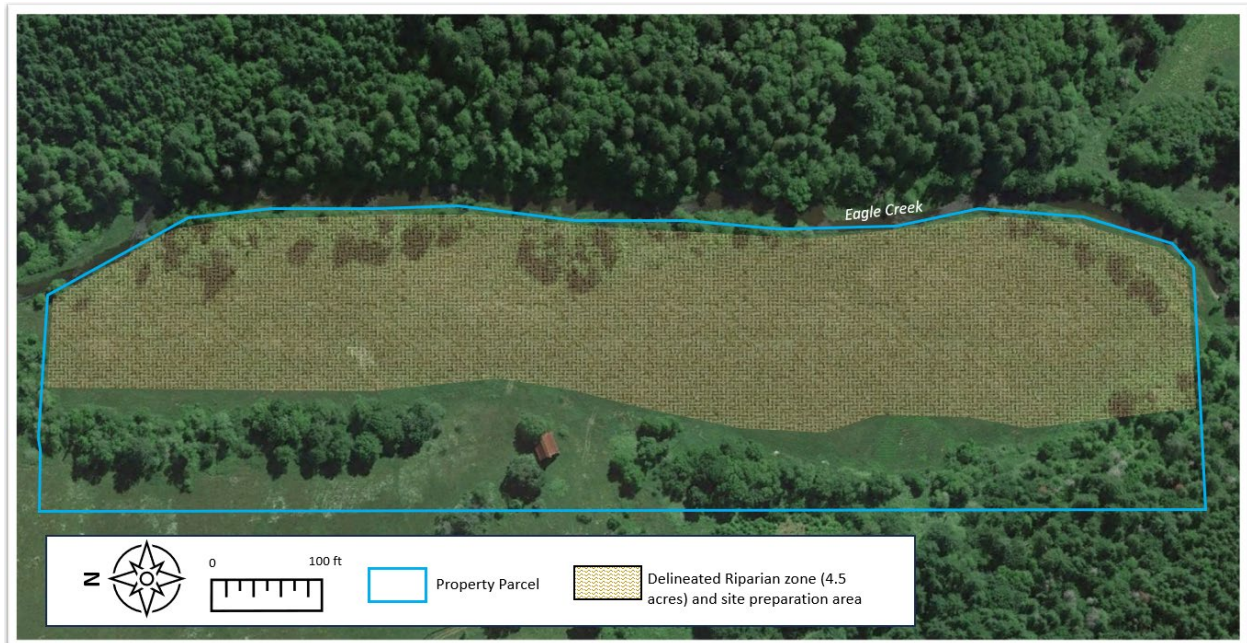 Eagle Creek
N
0
100 ft
Property Parcel
Delineated Riparian zone (4.5
acres) and site preparation area